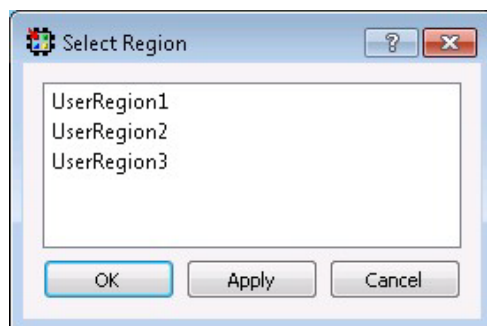 Select Region
?
UserRegion1
UserRegion2
UserRegion3
OK Apply Cancel